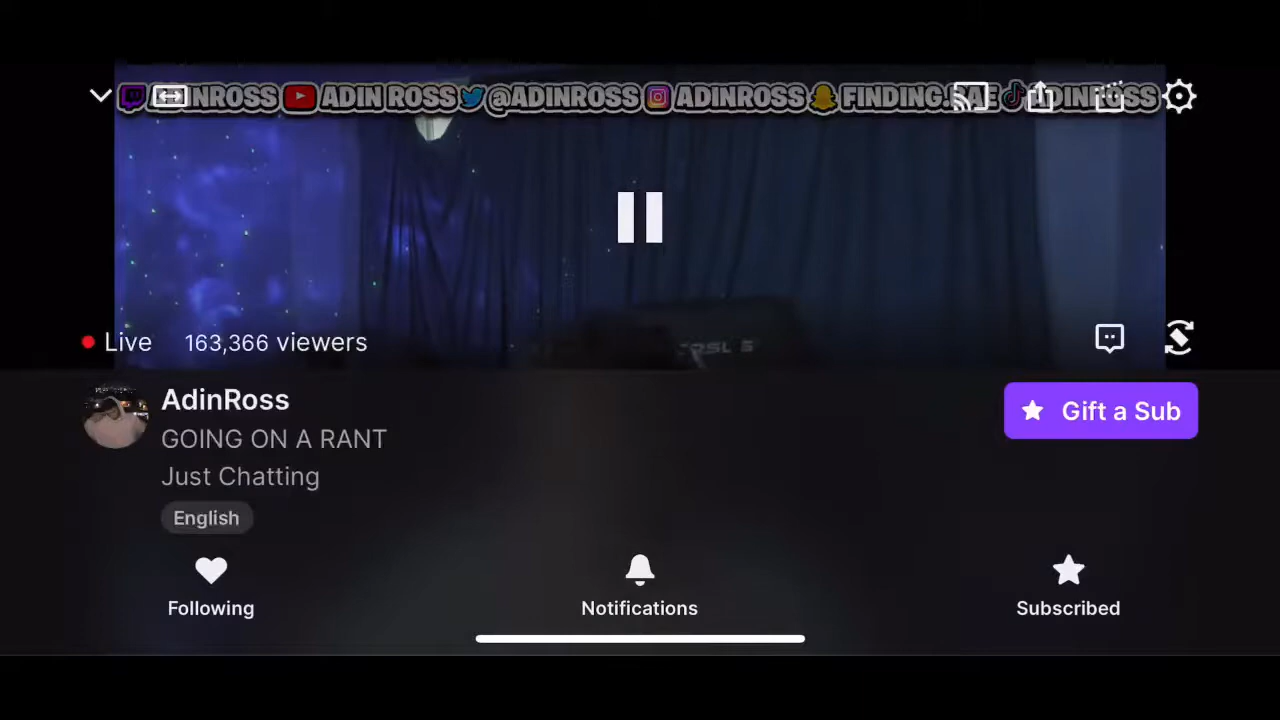 ADINROSS ADIN ROSS @ADINROSS ADINROSS FINDING.
Live 163,366 viewers
AdinRoss
Gift a Sub
GOING ON A RANT
Just Chatting
English
Following Notifications Subscribed